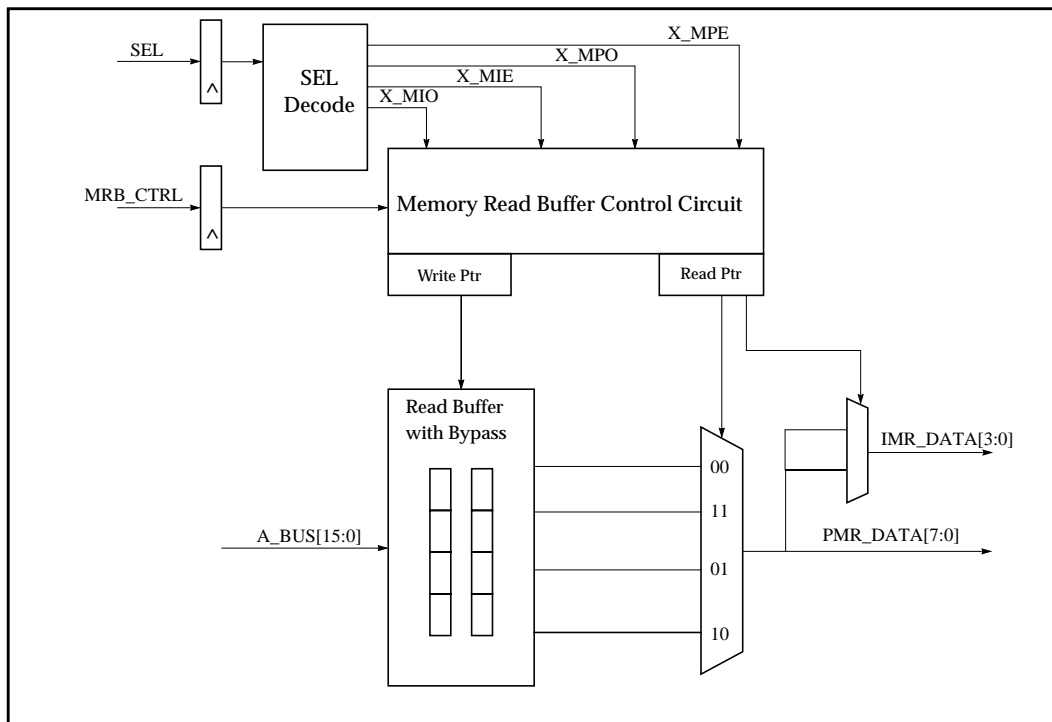 X_MPE
SEL
X_MPO
SEL
Decode
X_MIE
X_MIO
MRB_CTRL
Memory Read Buffer Control Circuit
Write Ptr
Read Ptr
Read Buffer
with Bypass
IMR_DATA[3:0]
00
11
A_BUS[15:0]
PMR_DATA[7:0]
01
10